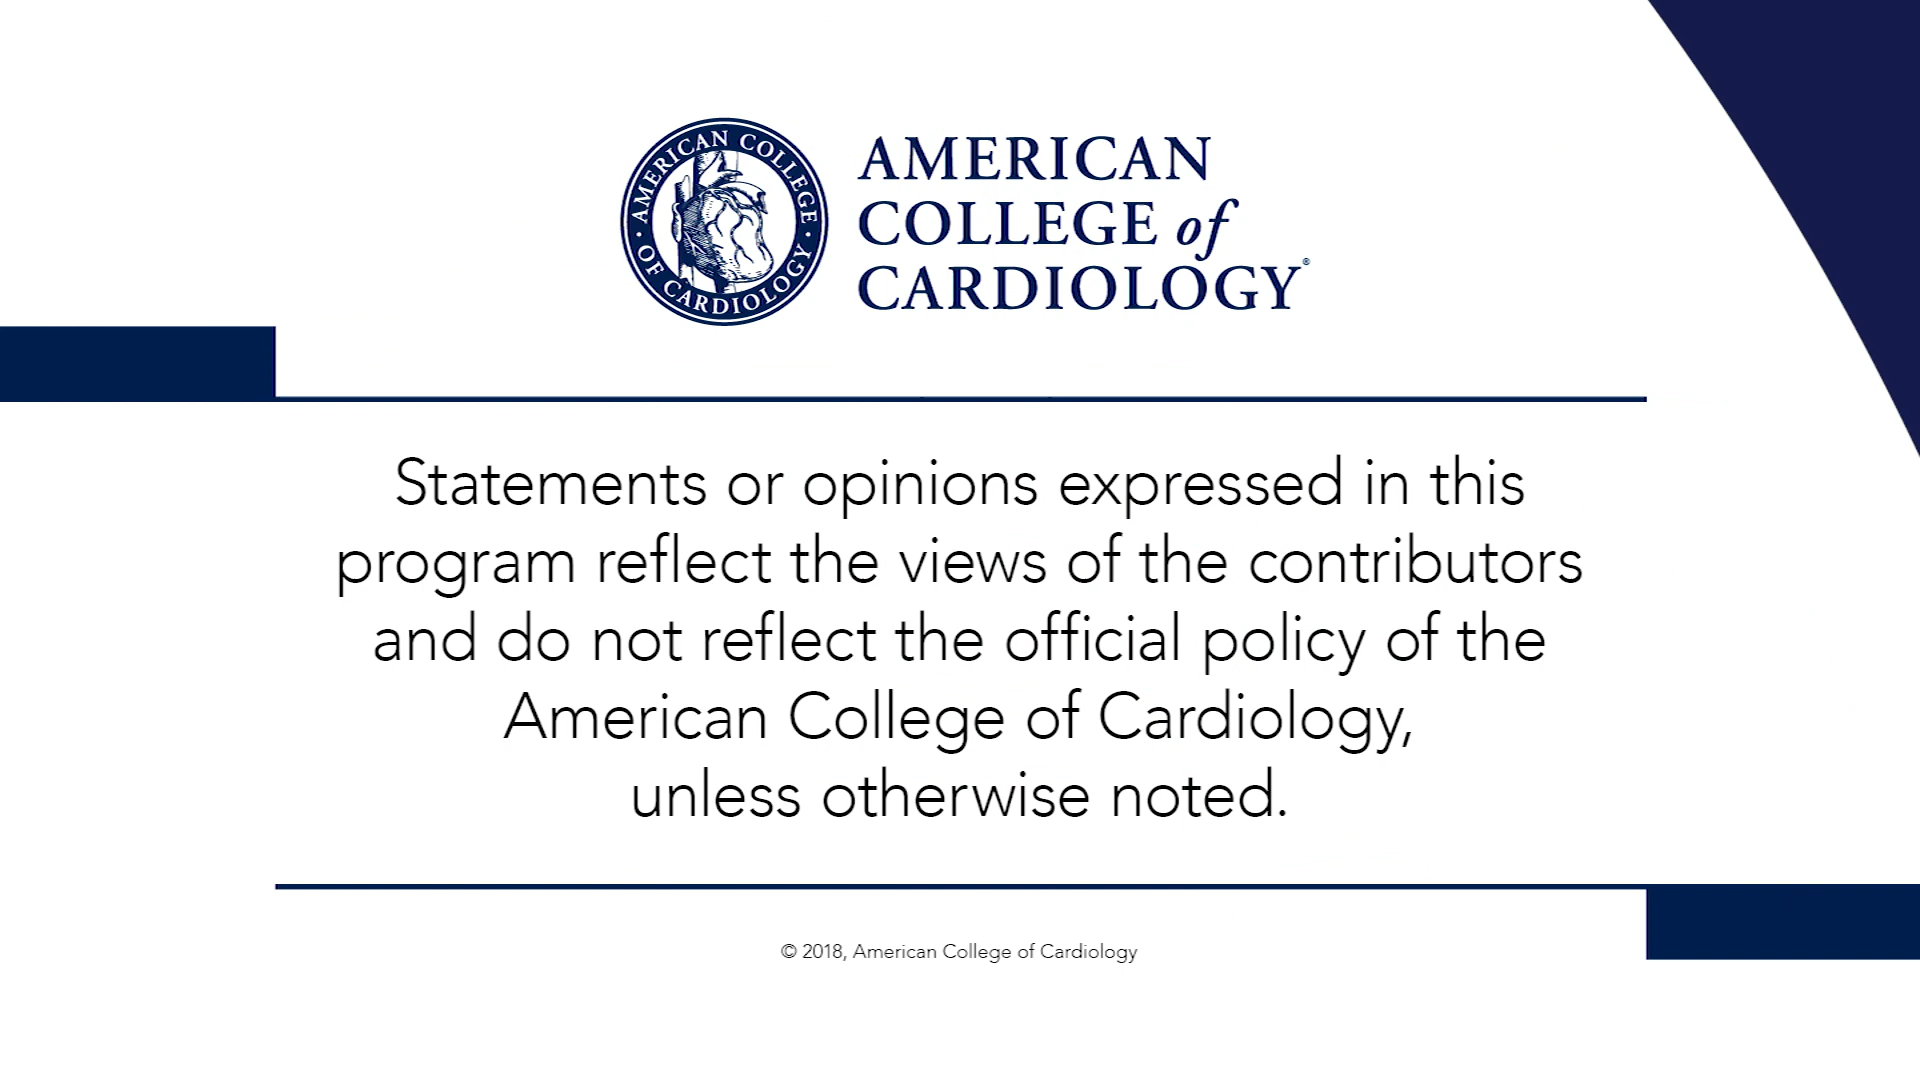 AMERICAN COLLEGE
· OF CARDIOLOGY ·
AMERICAN
COLLEGE of
CARDIOLOGY®
Statements or opinions expressed in this
program reflect the views of the contributors
and do not reflect the official policy of the
American College of Cardiology,
unless otherwise noted.
© 2018, American College of Cardiology